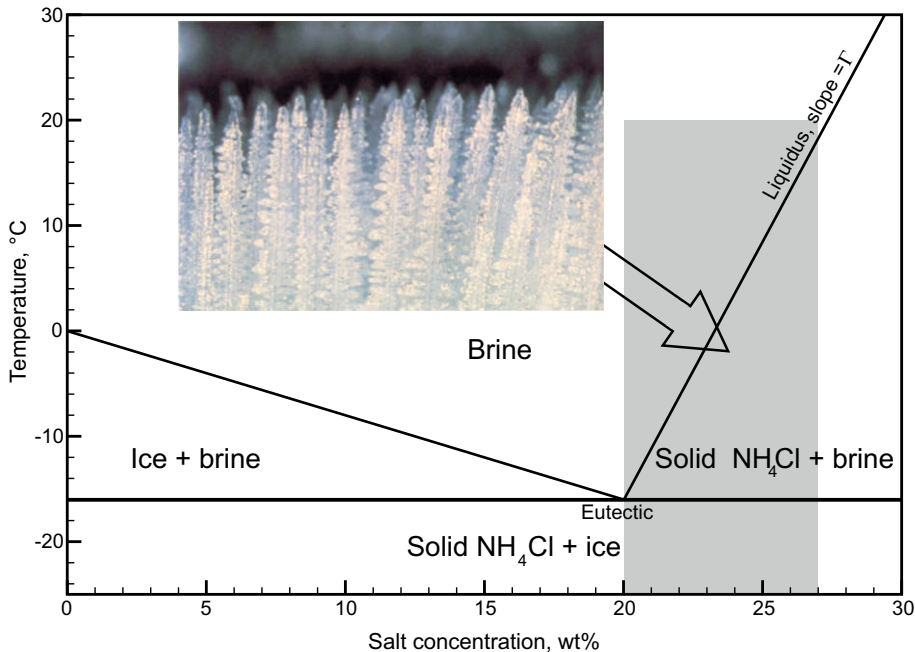 30
20
10
0
-10
-20
Temperature, °C
Liquidus, slope =Γ
Brine
Ice + brine
Solid NH₄Cl + brine
Eutectic
Solid NH₄Cl + ice
0 5 10 15 20 25 30
Salt concentration, wt%